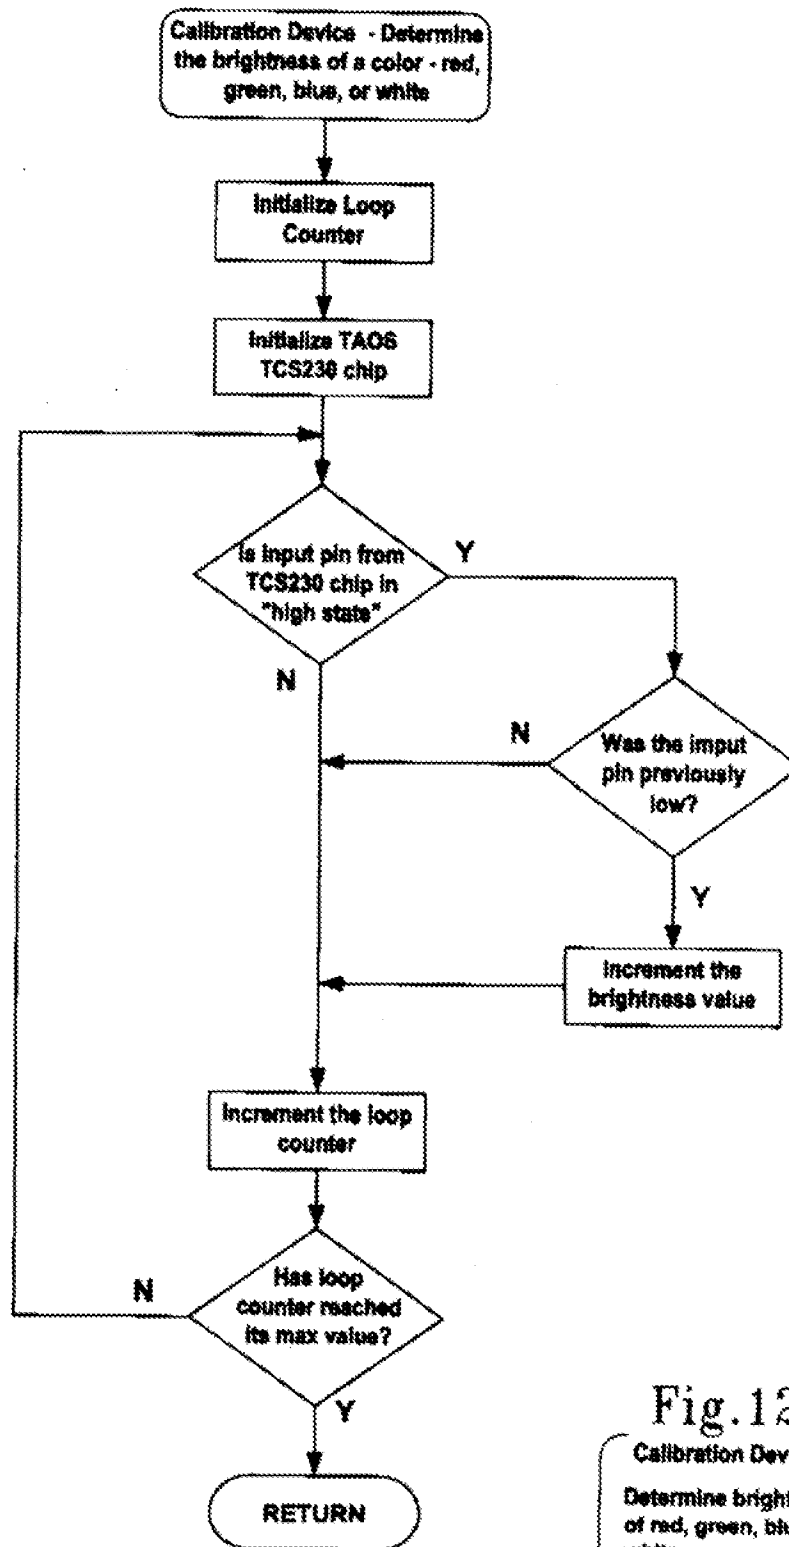 Calibration Device - Determine
the brightness of a color - red,
green, blue, or white
Initialize Loop
Counter
Initialize TAOS
TCS230 chip
Is input pin from
TCS230 chip in
"high state"
Y
N
Was the imput
pin previously
low?
N
Y
Increment the
brightness value
Increment the loop
counter
Has loop
counter reached
its max value?
N
Y
RETURN
Fig.12
Calibration Dev
Determine bright
of red, green, blu